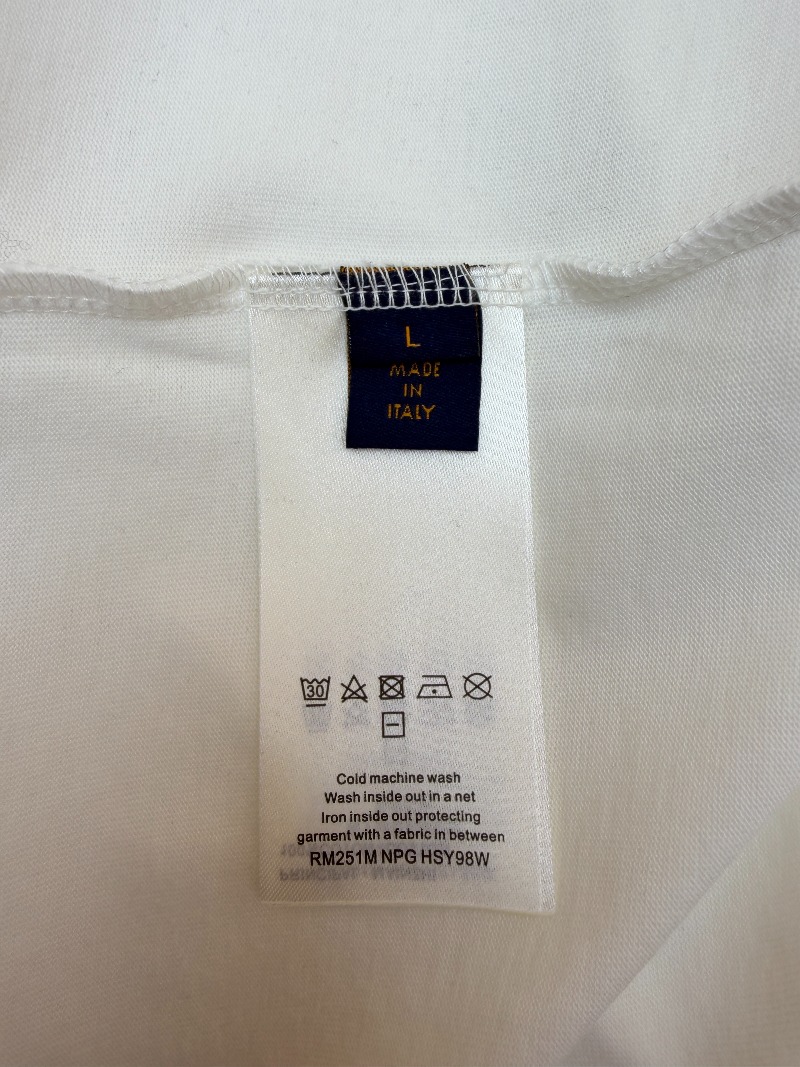 L
MADE
IN
ITALY
30
Cold machine wash
Wash inside out in a net
Iron inside out protecting
garment with a fabric in between
RM251M NPG HSY98W